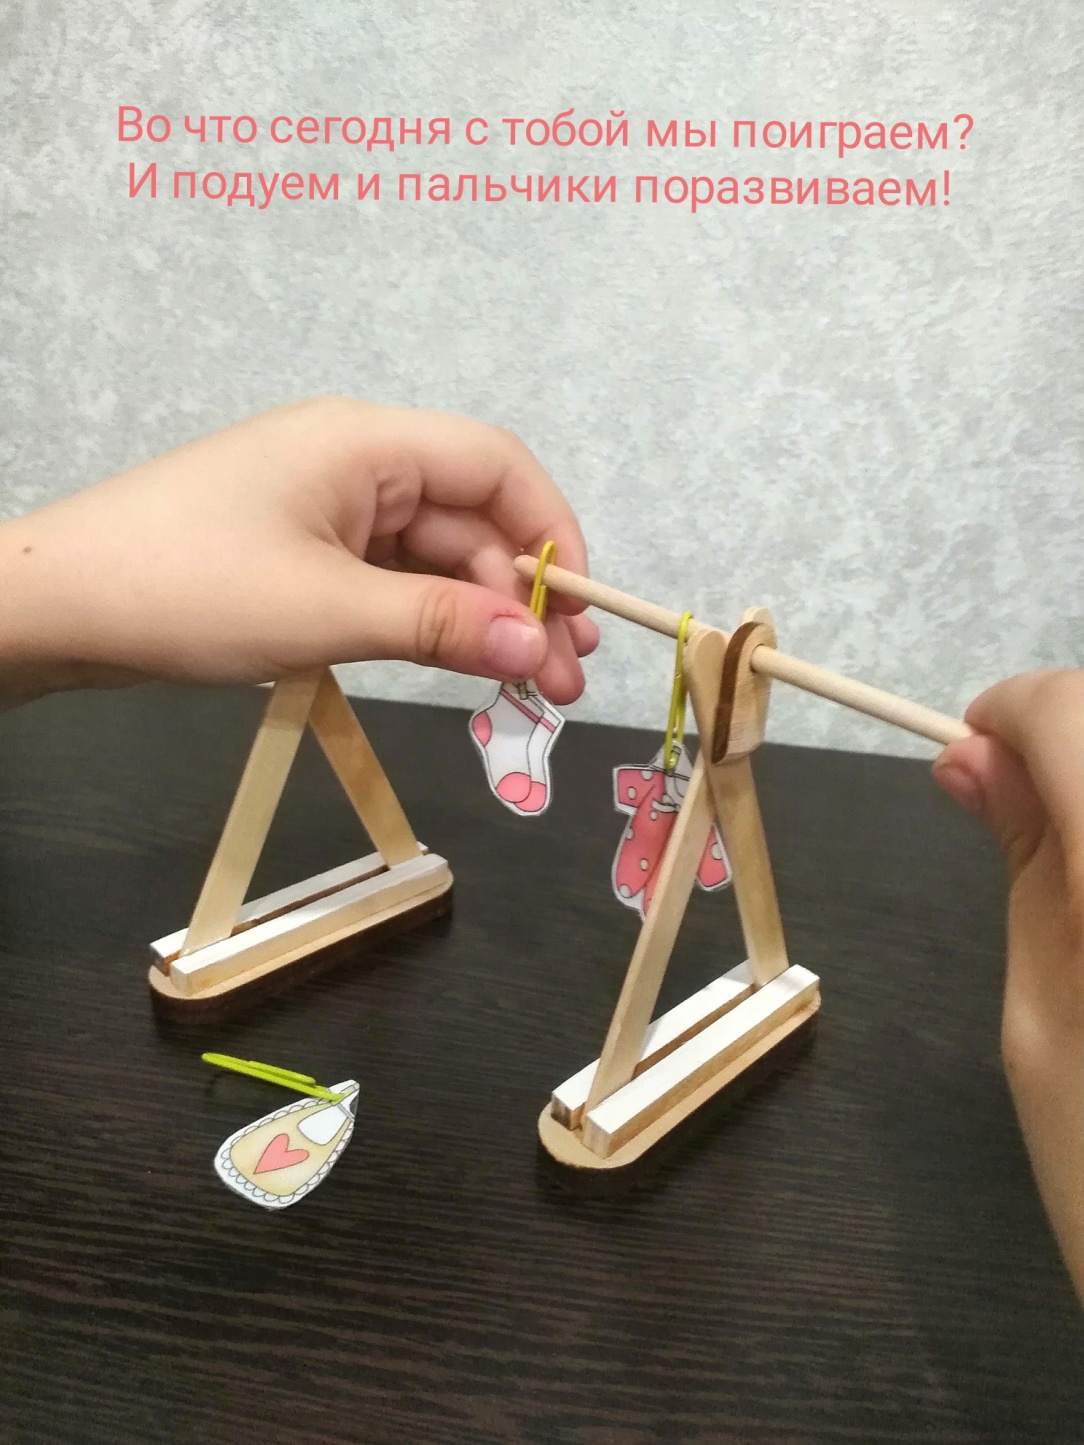 Во что сегодня с тобой мы поиграем?
И подуем и пальчики поразвиваем!